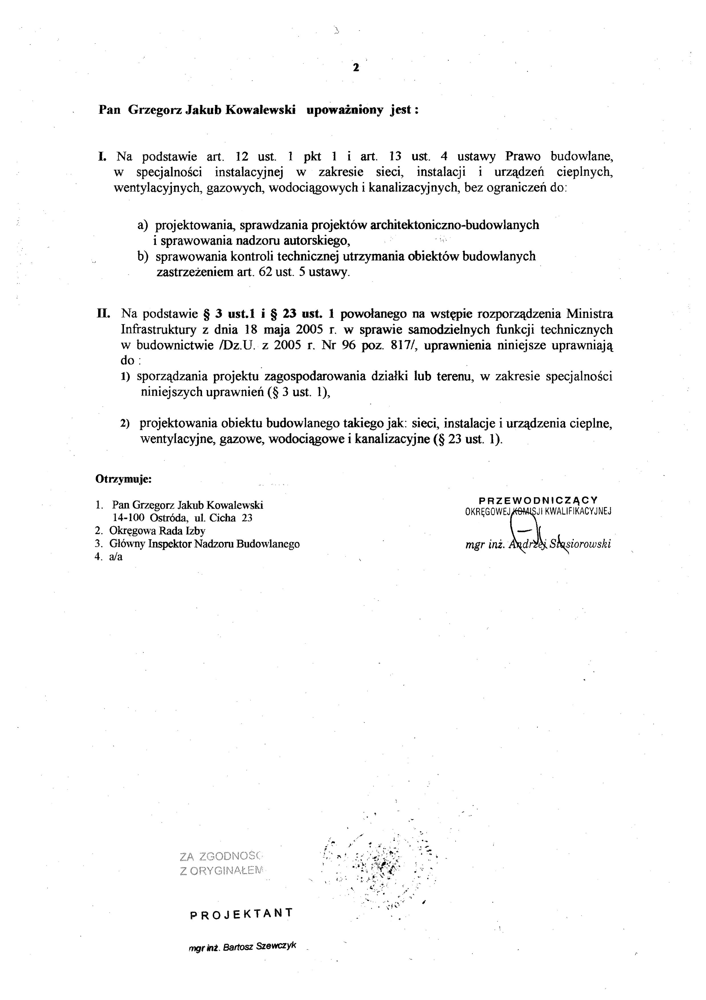 2
Pan Grzegorz Jakub Kowalewski upoważniony jest :
I. Na podstawie art. 12 ust. 1 pkt 1 i art. 13 ust. 4 ustawy Prawo budowlane,
w specjalności instalacyjnej w zakresie sieci, instalacji i urządzeń cieplnych,
wentylacyjnych, gazowych, wodociągowych i kanalizacyjnych, bez ograniczeń do:
a) projektowania, sprawdzania projektów architektoniczno-budowlanych
i sprawowania nadzoru autorskiego,
b) sprawowania kontroli technicznej utrzymania obiektów budowlanych
zastrzeżeniem art. 62 ust. 5 ustawy.
II. Na podstawie § 3 ust.1 i § 23 ust. 1 powołanego na wstępie rozporządzenia Ministra
Infrastruktury z dnia 18 maja 2005 r. w sprawie samodzielnych funkcji technicznych
w budownictwie /Dz.U. z 2005 r. Nr 96 poz. 817/, uprawnienia niniejsze uprawniają
do :
1) sporządzania projektu zagospodarowania działki lub terenu, w zakresie specjalności
niniejszych uprawnień (§ 3 ust. 1),
2) projektowania obiektu budowlanego takiego jak: sieci, instalacje i urządzenia cieplne,
wentylacyjne, gazowe, wodociągowe i kanalizacyjne (§ 23 ust. 1).
Otrzymuje:
1. Pan Grzegorz Jakub Kowalewski
14-100 Ostróda, ul. Cicha 23
2. Okręgowa Rada Izby
3. Główny Inspektor Nadzoru Budowlanego
4. a/a
PRZEWODNICZĄCY
OKRĘGOWEJ KOMISJI KWALIFIKACYJNEJ
mgr inż. Andrzej Stasiorowski
ZA ZGODNOŚĆ
Z ORYGINAŁEM
PROJEKTANT
mgr inż. Bartosz Szewczyk